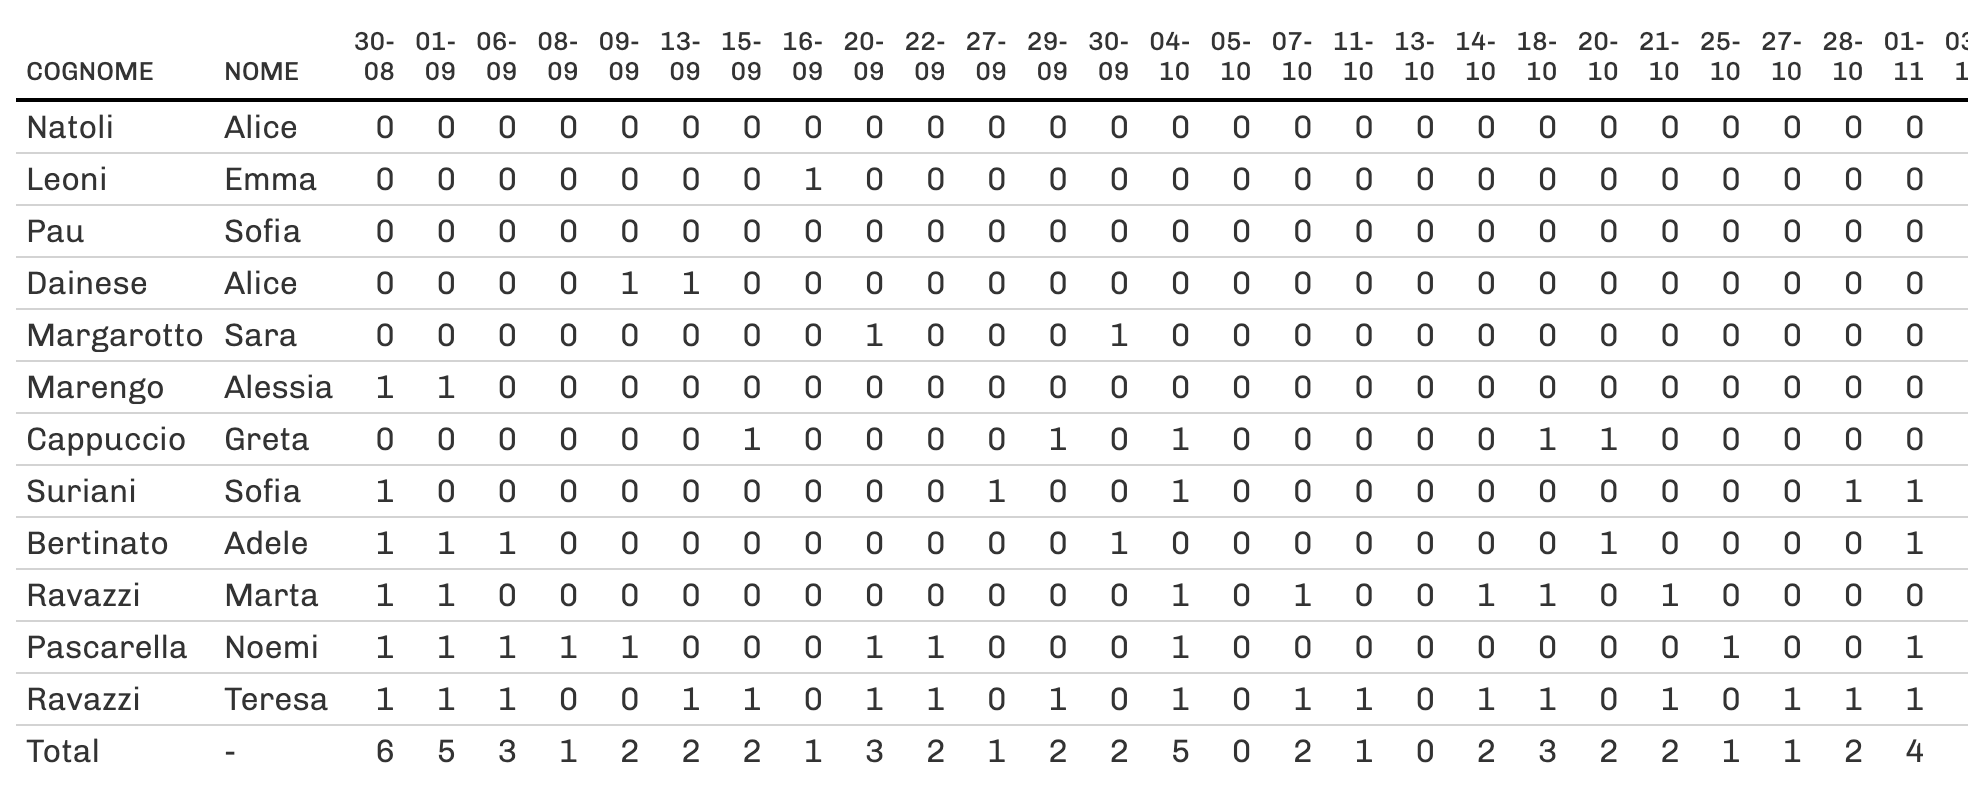 COGNOME NOME 30-08 01-09 06-09 08-09 09-09 13-09 15-09 16-09 20-09 22-09 27-09 29-09 30-09 04-10 05-10 07-10 11-10 13-10 14-10 18-10 20-10 21-10 25-10 27-10 28-10 01-11 03 1
Natoli Alice 0 0 0 0 0 0 0 0 0 0 0 0 0 0 0 0 0 0 0 0 0 0 0 0 0 0
Leoni Emma 0 0 0 0 0 0 0 1 0 0 0 0 0 0 0 0 0 0 0 0 0 0 0 0 0 0
Pau Sofia 0 0 0 0 0 0 0 0 0 0 0 0 0 0 0 0 0 0 0 0 0 0 0 0 0 0
Dainese Alice 0 0 0 0 1 1 0 0 0 0 0 0 0 0 0 0 0 0 0 0 0 0 0 0 0 0
Margarotto Sara 0 0 0 0 0 0 0 0 1 0 0 0 1 0 0 0 0 0 0 0 0 0 0 0 0 0
Marengo Alessia 1 1 0 0 0 0 0 0 0 0 0 0 0 0 0 0 0 0 0 0 0 0 0 0 0 0
Cappuccio Greta 0 0 0 0 0 0 1 0 0 0 0 1 0 1 0 0 0 0 0 1 1 0 0 0 0 0
Suriani Sofia 1 0 0 0 0 0 0 0 0 0 1 0 0 1 0 0 0 0 0 0 0 0 0 0 1 1
Bertinato Adele 1 1 1 0 0 0 0 0 0 0 0 0 1 0 0 0 0 0 0 0 1 0 0 0 0 1
Ravazzi Marta 1 1 0 0 0 0 0 0 0 0 0 0 0 1 0 1 0 0 1 1 0 1 0 0 0 0
Pascarella Noemi 1 1 1 1 1 0 0 0 1 1 0 0 0 1 0 0 0 0 0 0 0 0 1 0 0 1
Ravazzi Teresa 1 1 1 0 0 1 1 0 1 1 0 1 0 1 0 1 1 0 1 1 0 1 0 1 1 1
Total - 6 5 3 1 2 2 2 1 3 2 1 2 2 5 0 2 1 0 2 3 2 2 1 1 2 4